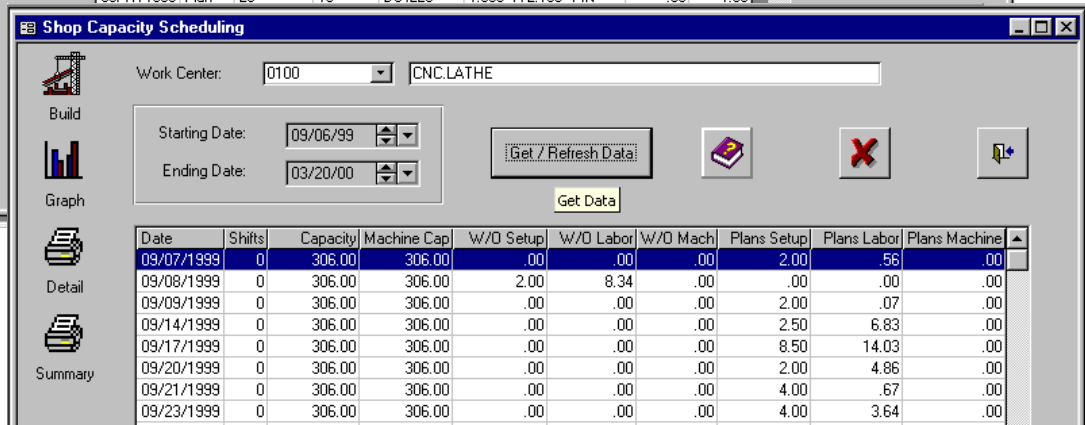 Shop Capacity Scheduling
Work Center: 0100 CNC.LATHE
Build
Starting Date: 09/06/99
Get / Refresh Data
Ending Date: 03/20/00
Graph
Get Data
Date Shifts Capacity Machine Cap W/O Setup W/O Labor W/O Mach Plans Setup Plans Labor Plans Machine
09/07/1999 0 306.00 306.00 .00 .00 .00 2.00 .56 .00
09/08/1999 0 306.00 306.00 2.00 8.34 .00 .00 .00 .00
Detail
09/09/1999 0 306.00 306.00 .00 .00 .00 2.00 .07 .00
09/14/1999 0 306.00 306.00 .00 .00 .00 2.50 6.83 .00
09/17/1999 0 306.00 306.00 .00 .00 .00 8.50 14.03 .00
09/20/1999 0 306.00 306.00 .00 .00 .00 2.00 4.86 .00
Summary
09/21/1999 0 306.00 306.00 .00 .00 .00 4.00 .67 .00
09/23/1999 0 306.00 306.00 .00 .00 .00 4.00 3.64 .00